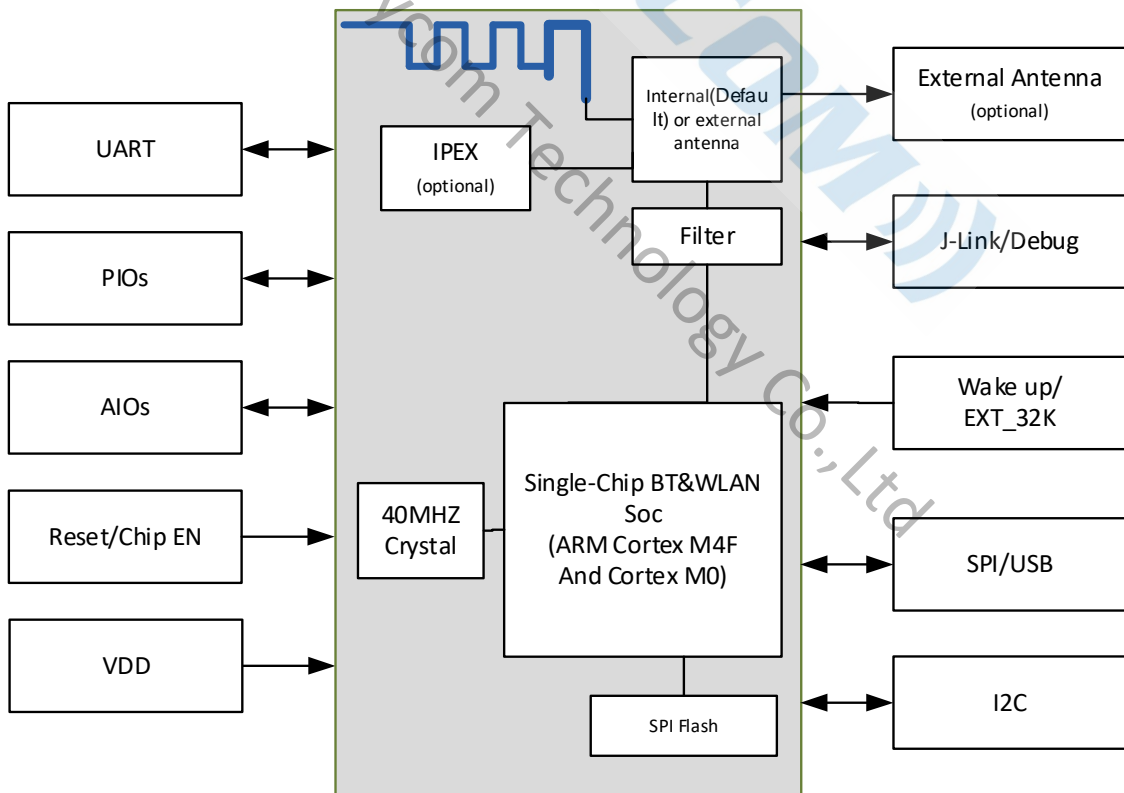 UART
PIOs
AIOs
Reset/Chip EN
VDD
Internal(Defau
lt) or external
antenna
IPEX
(optional)
Filter
40MHZ
Crystal
Single-Chip BT&WLAN
Soc
(ARM Cortex M4F
And Cortex M0)
SPI Flash
External Antenna
(optional)
J-Link/Debug
Wake up/
EXT_32K
SPI/USB
I2C
ycom Technology Co.,Ltd
COM